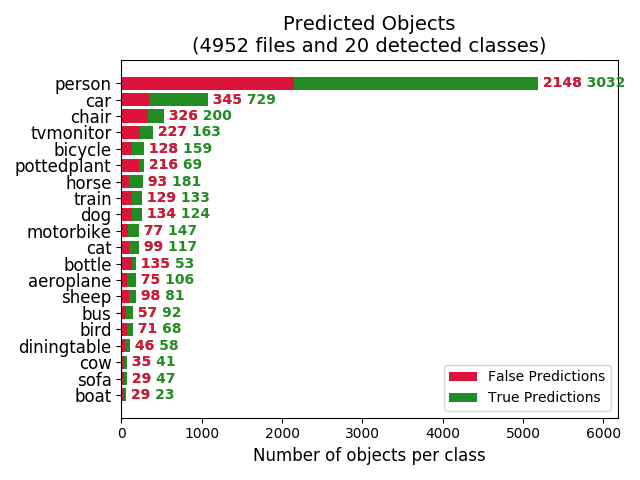 Predicted Objects
(4952 files and 20 detected classes)
person 2148 3032
car 345 729
chair 326 200
tvmonitor 227 163
bicycle 128 159
pottedplant 216 69
horse 93 181
train 129 133
dog 134 124
motorbike 77 147
cat 99 117
bottle 135 53
aeroplane 75 106
sheep 98 81
bus 57 92
bird 71 68
diningtable 46 58
cow 35 41
sofa 29 47
boat 29 23
False Predictions
True Predictions
0 1000 2000 3000 4000 5000 6000
Number of objects per class